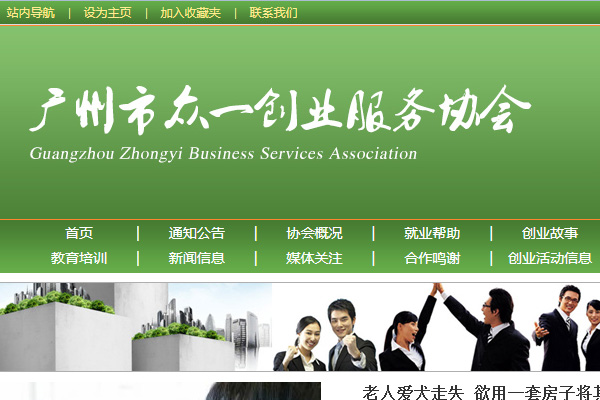 站内导航 | 设为主页 | 加入收藏夹 | 联系我们
广州市众一创业服务协会
Guangzhou Zhongyi Business Services Association
首页 | 通知公告 | 协会概况 | 就业帮助 | 创业故事
教育培训 | 新闻信息 | 媒体关注 | 合作鸣谢 | 创业活动信息
老人爱犬走失 欲用一套房子将其